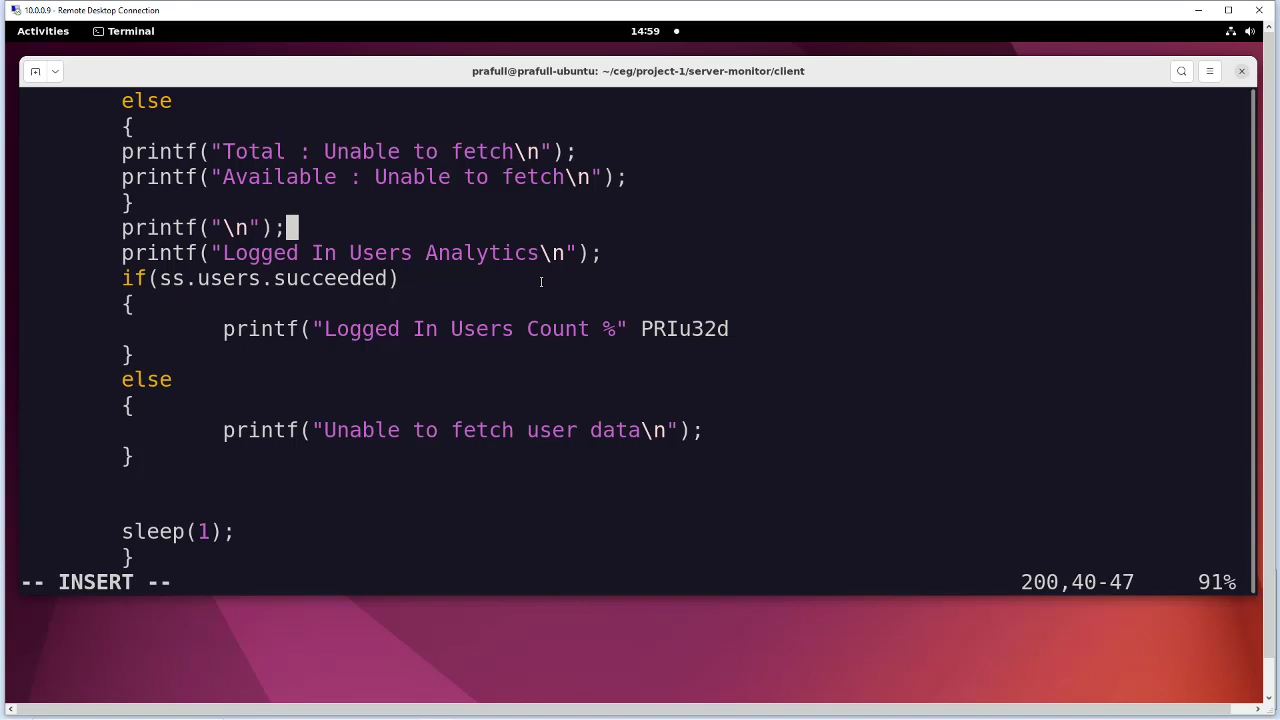 10.0.0.9 - Remote Desktop Connection
Activities
Terminal
14:59
prafull@prafull-ubuntu: ~/ceg/project-1/server-monitor/client
else
{
printf("Total : Unable to fetch\n");
printf("Available : Unable to fetch\n");
}
printf("\n");
printf("Logged In Users Analytics\n");
if(ss.users.succeeded)
{
printf("Logged In Users Count %" PRIu32d
}
else
{
printf("Unable to fetch user data\n");
}
sleep(1);
}
-- INSERT --
200,40-47
91%